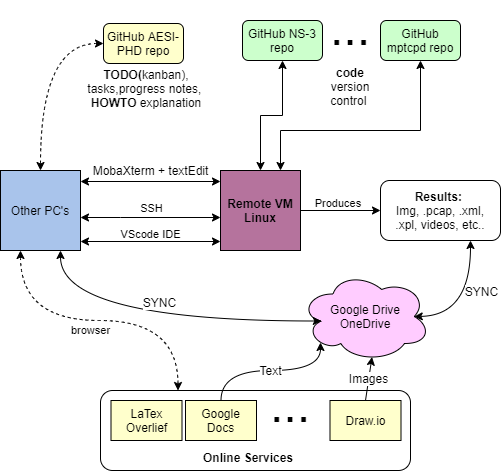 GitHub AESI-
PHD repo
GitHub NS-3
repo
GitHub
mptcpd repo
TODO(kanban),
tasks,progress notes,
HOWTO explanation
code
version
control
MobaXterm + textEdit
Other PC's
SSH
VScode IDE
Remote VM
Linux
Produces
Results:
Img, .pcap, .xml,
.xpl, videos, etc..
SYNC
SYNC
Google Drive
OneDrive
browser
Text
Images
LaTex
Overlief
Google
Docs
Draw.io
Online Services